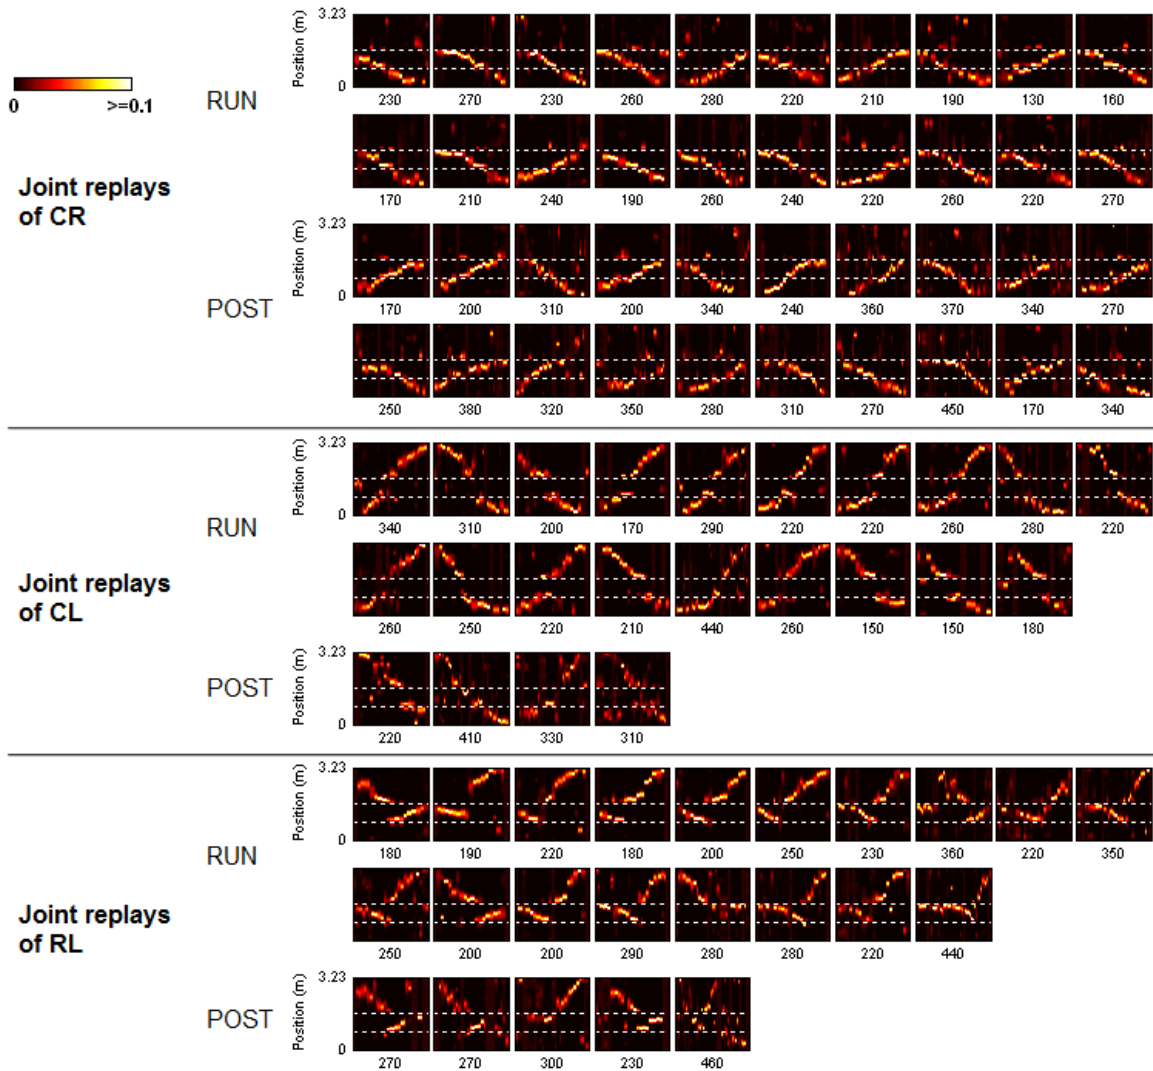 3.23
Position (m)
0
0 >=0.1
RUN
230 270 230 260 280 220 210 190 130 160
Joint replays
of CR
170 210 240 190 260 240 220 260 220 270
3.23
Position (m)
0
POST
170 200 310 200 340 240 360 370 340 270
250 380 320 350 280 310 270 450 170 340
3.23
Position (m)
0
RUN
340 310 200 170 290 220 220 260 280 220
Joint replays
of CL
260 250 220 210 440 260 150 150 180
3.23
Position (m)
0
POST
220 410 330 310
3.23
Position (m)
0
RUN
180 190 220 180 200 250 230 360 220 350
Joint replays
of RL
250 200 200 290 280 280 220 440
3.23
Position (m)
0
POST
270 270 300 230 460